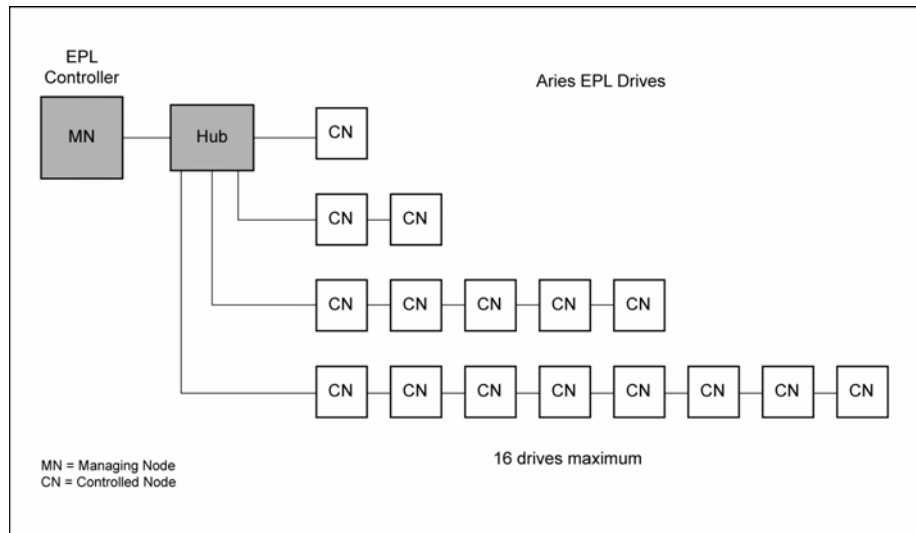 EPL
Controller
Aries EPL Drives
MN
Hub
CN
CN CN
CN CN CN CN CN
CN CN CN CN CN CN CN CN
16 drives maximum
MN = Managing Node
CN = Controlled Node